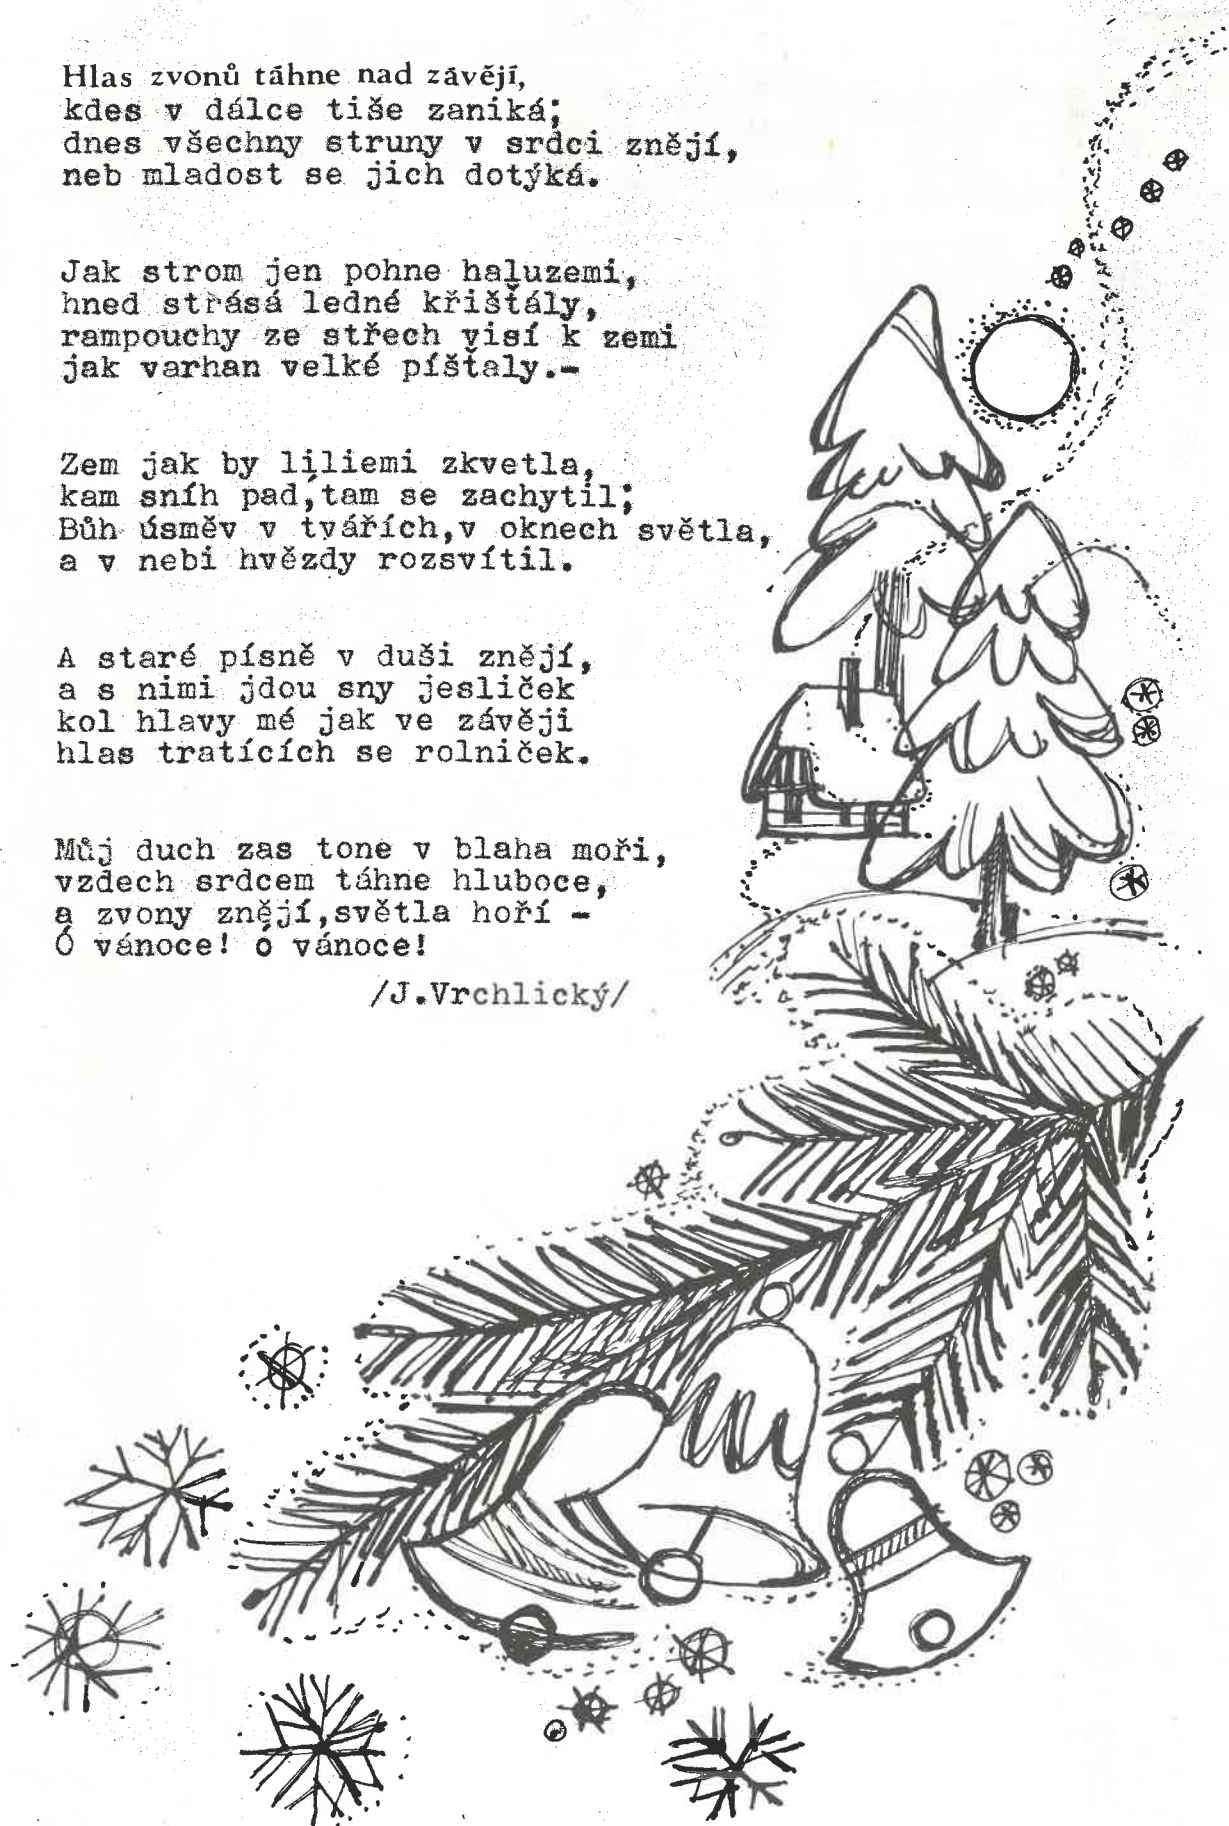 Hlas zvonů táhne nad závějí,
kdes v dálce tiše zaniká;
dnes všechny struny v srdci znějí,
neb mladost se jich dotýká.
Jak strom jen pohne haluzemi,
hned střásá ledné křišťály,
rampouchy ze střech visí k zemi
jak varhan velké píšťaly.-
Zem jak by liliemi zkvetla,
kam sníh pad,tam se zachytil;
Bůh úsměv v tvářích,v oknech světla,
a v nebi hvězdy rozsvítil.
A staré písně v duši znějí,
a s nimi jdou sny jesliček
kol hlavy mé jak ve závěji
hlas tratících se rolniček.
Můj duch zas tone v blaha moři,
vzdech srdcem táhne hluboce,
a zvony znějí,světla hoří -
Ó vánoce! ó vánoce!
/J.Vrchlický/